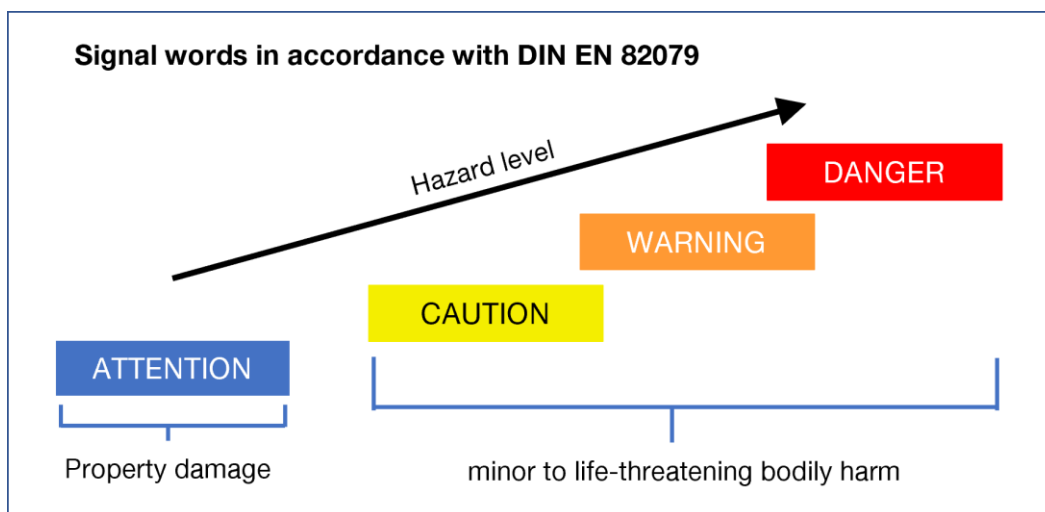 Signal words in accordance with DIN EN 82079
Hazard level
DANGER
WARNING
CAUTION
ATTENTION
Property damage
minor to life-threatening bodily harm